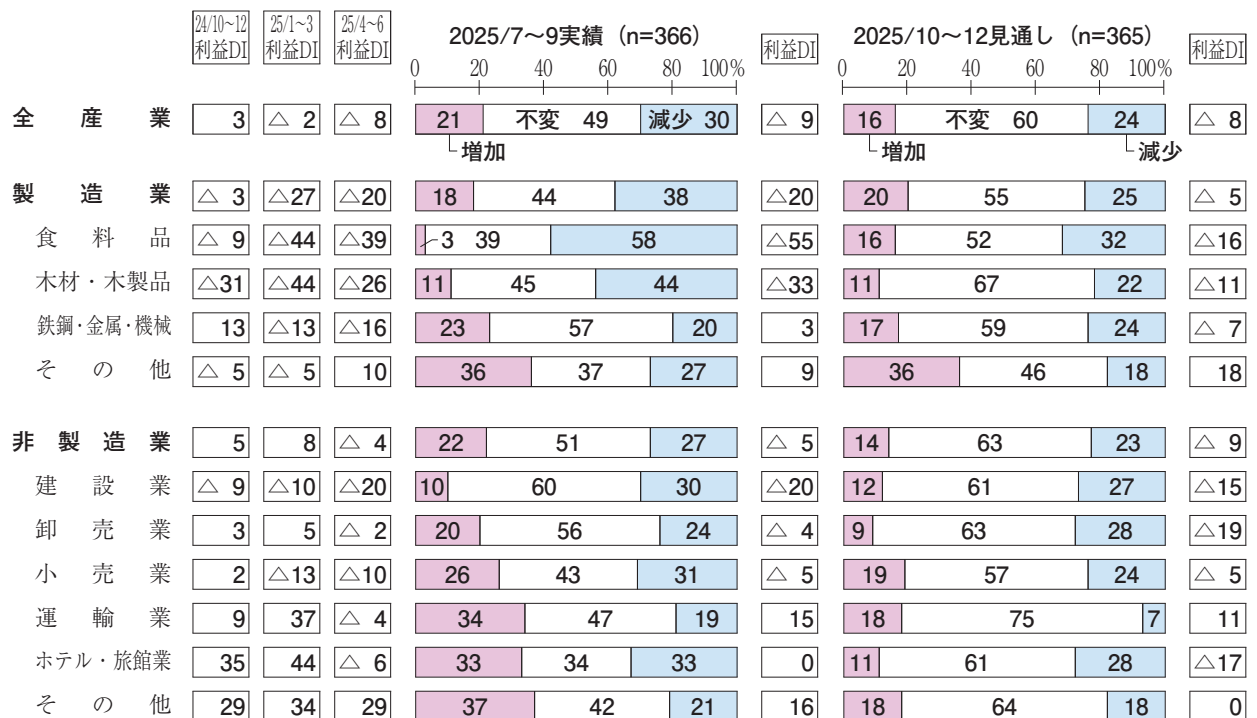 24/10~12 利益DI 25/1~3 利益DI 25/4~6 利益DI 2025/7~9実績 (n=366) 利益DI 2025/10~12見通し (n=365) 利益DI
0 20 40 60 80 100% 0 20 40 60 80 100%
全産業 3 △2 △8 21 不変 49 減少 30 △9 16 不変 60 24 △8
増加 増加 減少
製造業 △3 △27 △20 18 44 38 △20 20 55 25 △5
食料品 △9 △44 △39 3 39 58 △55 16 52 32 △16
木材・木製品 △31 △44 △26 11 45 44 △33 11 67 22 △11
鉄鋼・金属・機械 13 △13 △16 23 57 20 3 17 59 24 △7
その他 △5 △5 10 36 37 27 9 36 46 18 18
非製造業 5 8 △4 22 51 27 △5 14 63 23 △9
建設業 △9 △10 △20 10 60 30 △20 12 61 27 △15
卸売業 3 5 △2 20 56 24 △4 9 63 28 △19
小売業 2 △13 △10 26 43 31 △5 19 57 24 △5
運輸業 9 37 △4 34 47 19 15 18 75 7 11
ホテル・旅館業 35 44 △6 33 34 33 0 11 61 28 △17
その他 29 34 29 37 42 21 16 18 64 18 0